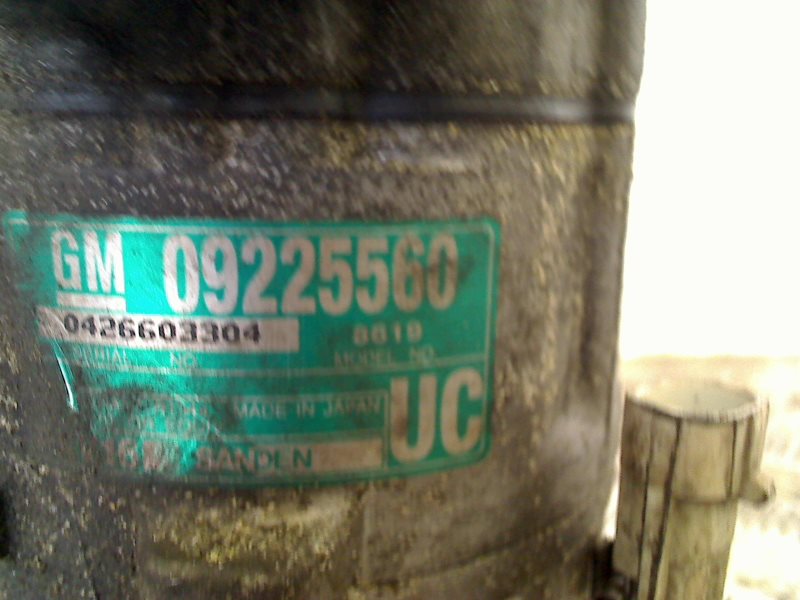 GM 09225560
0426603304 8619
SERIAL NO. MODEL NO.
MADE IN JAPAN
UC
SANDEN